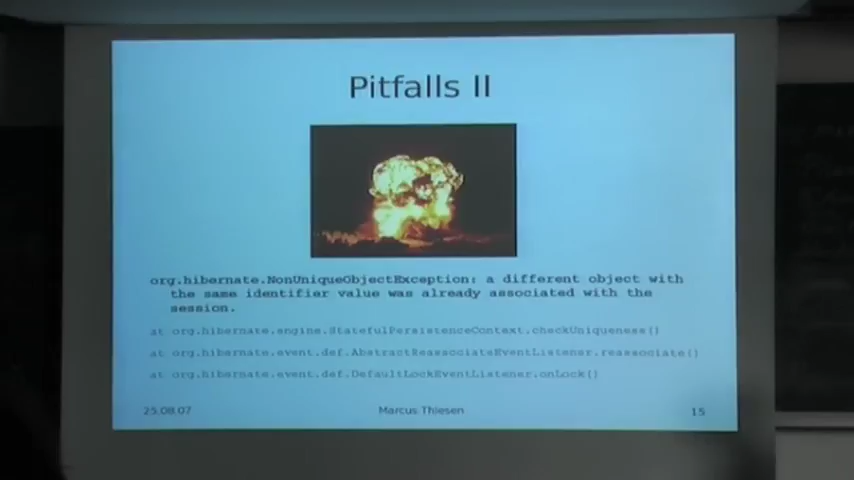 Pitfalls II
org.hibernate.NonUniqueObjectException: a different object with
the same identifier value was already associated with the
session.
at org.hibernate.engine.StatefulPersistenceContext.checkUniqueness()
at org.hibernate.event.def.AbstractReassociateEventListener.reassociate()
at org.hibernate.event.def.DefaultLockEventListener.onLock()
25.08.07
Marcus Thiesen
15